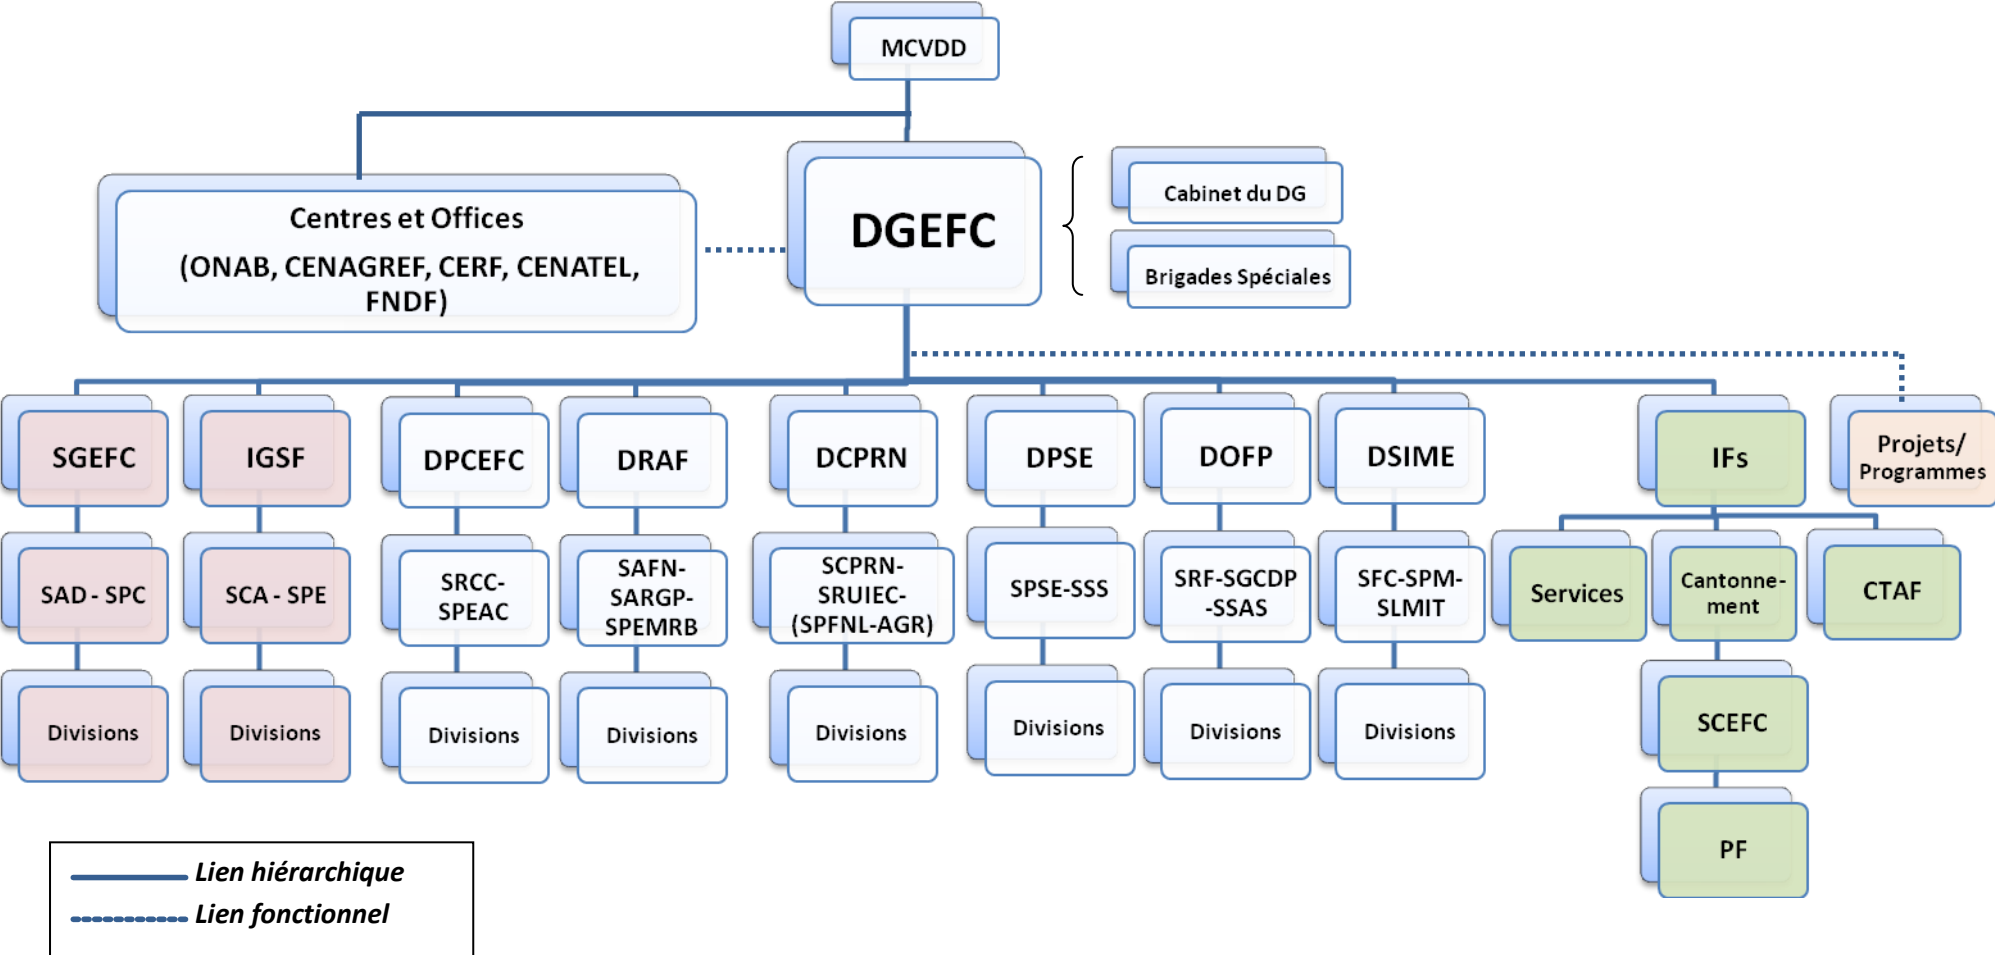 MCVDD
Centres et Offices
(ONAB, CENAGREF, CERF, CENATEL,
FNDF)
DGEFC
Cabinet du DG
Brigades Spéciales
SGEFC
IGSF
DPCEFC
DRAF
DCPRN
DPSE
DOFP
DSIME
IFs
Projets/
Programmes
SAD - SPC
SCA - SPE
SRCC-
SPEAC
SAFN-
SARGP-
SPEMRB
SCPRN-
SRUIEC-
(SPFNL-AGR)
SPSE-SSS
SRF-SGCDP
-SSAS
SFC-SPM-
SLMIT
Services
Cantonne-
ment
CTAF
Divisions
Divisions
Divisions
Divisions
Divisions
Divisions
Divisions
Divisions
SCEFC
PF
Lien hiérarchique
Lien fonctionnel